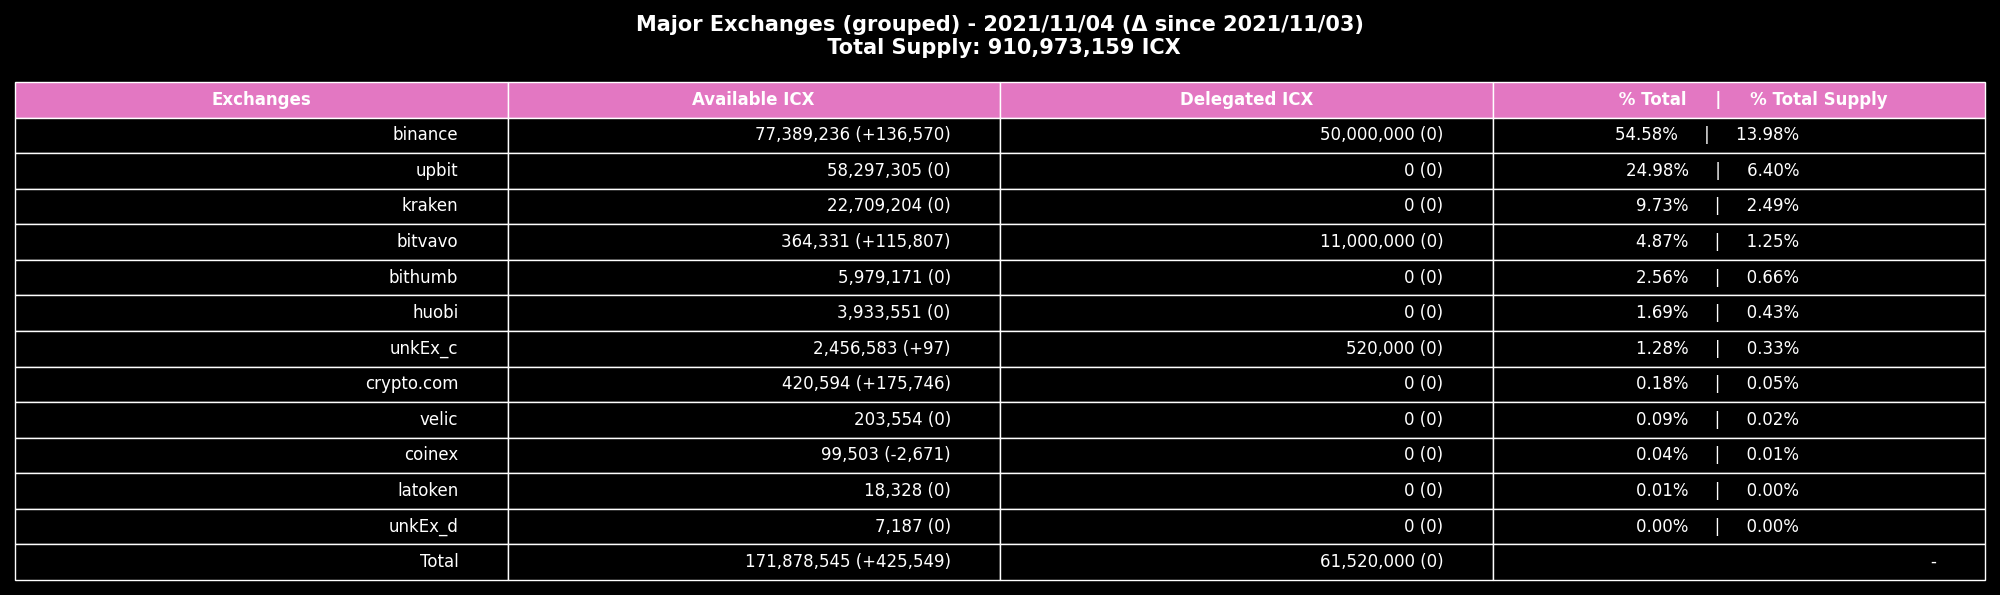 Major Exchanges (grouped) - 2021/11/04 (Δ since 2021/11/03)
Total Supply: 910,973,159 ICX
Exchanges Available ICX Delegated ICX % Total | % Total Supply
binance 77,389,236 (+136,570) 50,000,000 (0) 54.58% | 13.98%
upbit 58,297,305 (0) 0 (0) 24.98% | 6.40%
kraken 22,709,204 (0) 0 (0) 9.73% | 2.49%
bitvavo 364,331 (+115,807) 11,000,000 (0) 4.87% | 1.25%
bithumb 5,979,171 (0) 0 (0) 2.56% | 0.66%
huobi 3,933,551 (0) 0 (0) 1.69% | 0.43%
unkEx_c 2,456,583 (+97) 520,000 (0) 1.28% | 0.33%
crypto.com 420,594 (+175,746) 0 (0) 0.18% | 0.05%
velic 203,554 (0) 0 (0) 0.09% | 0.02%
coinex 99,503 (-2,671) 0 (0) 0.04% | 0.01%
latoken 18,328 (0) 0 (0) 0.01% | 0.00%
unkEx_d 7,187 (0) 0 (0) 0.00% | 0.00%
Total 171,878,545 (+425,549) 61,520,000 (0) -